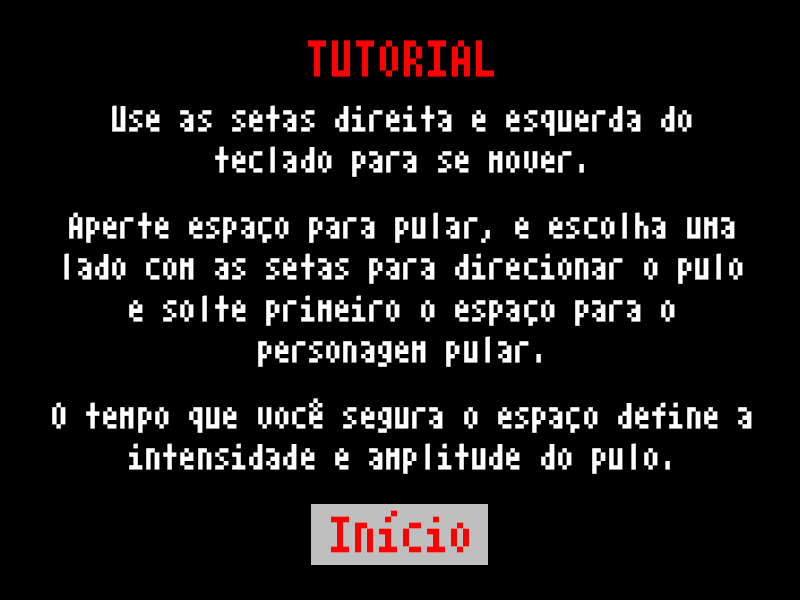 TUTORIAL
Use as setas direita e esquerda do
teclado para se mover.
Aperte espaço para pular, e escolha uma
lado com as setas para direcionar o pulo
e solte primeiro o espaço para o
personagem pular.
O tempo que você segura o espaço define a
intensidade e amplitude do pulo.
Início